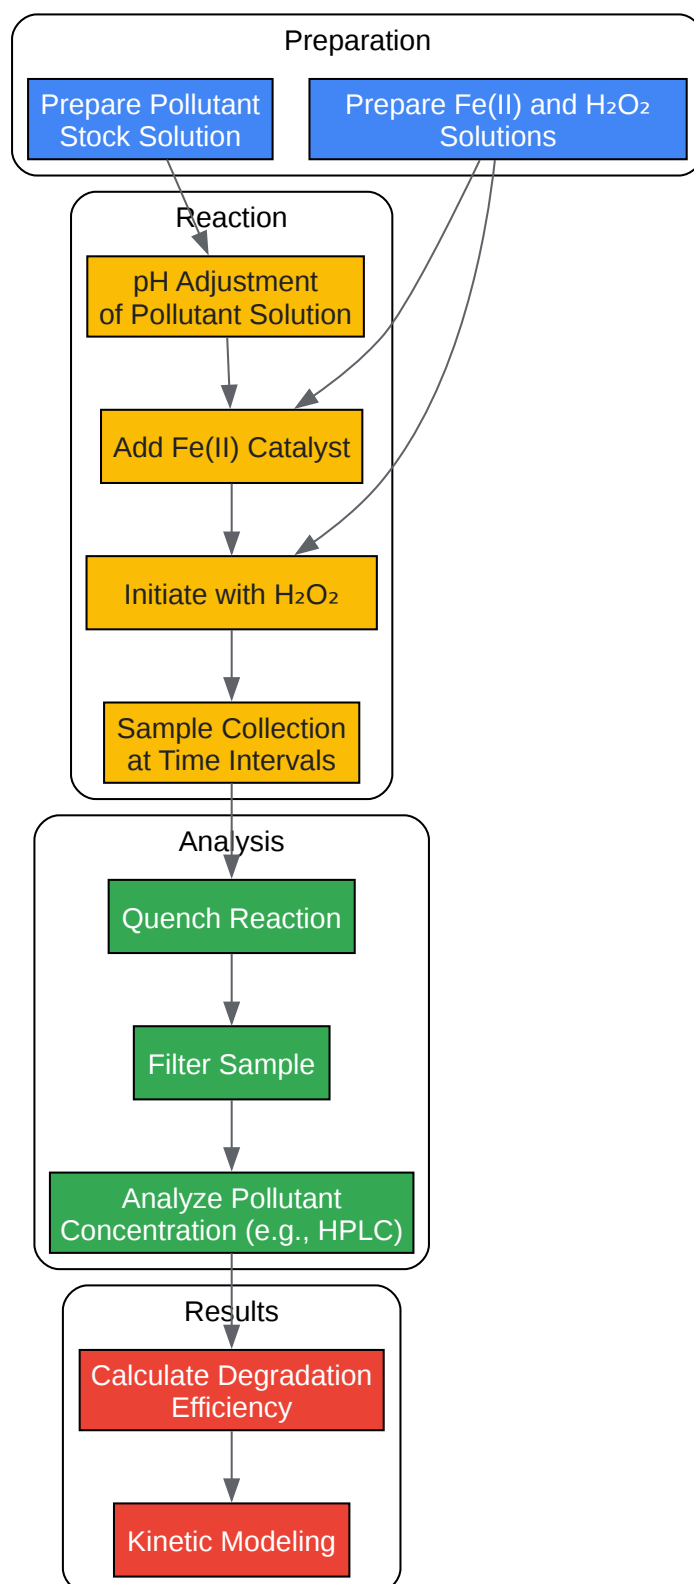 Preparation
Prepare Pollutant
Stock Solution
Prepare Fe(II) and H₂O₂
Solutions
Reaction
pH Adjustment
of Pollutant Solution
Add Fe(II) Catalyst
Initiate with H₂O₂
Sample Collection
at Time Intervals
Analysis
Quench Reaction
Filter Sample
Analyze Pollutant
Concentration (e.g., HPLC)
Results
Calculate Degradation
Efficiency
Kinetic Modeling